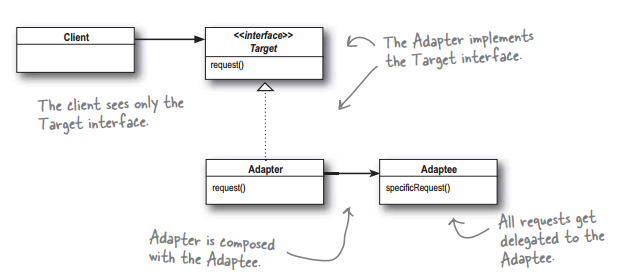 Client
<<interface>>
Target
request()
The Adapter implements
the Target interface.
The client sees only the
Target interface.
Adapter
request()
Adaptee
specificRequest()
Adapter is composed
with the Adaptee.
All requests get
delegated to the
Adaptee.